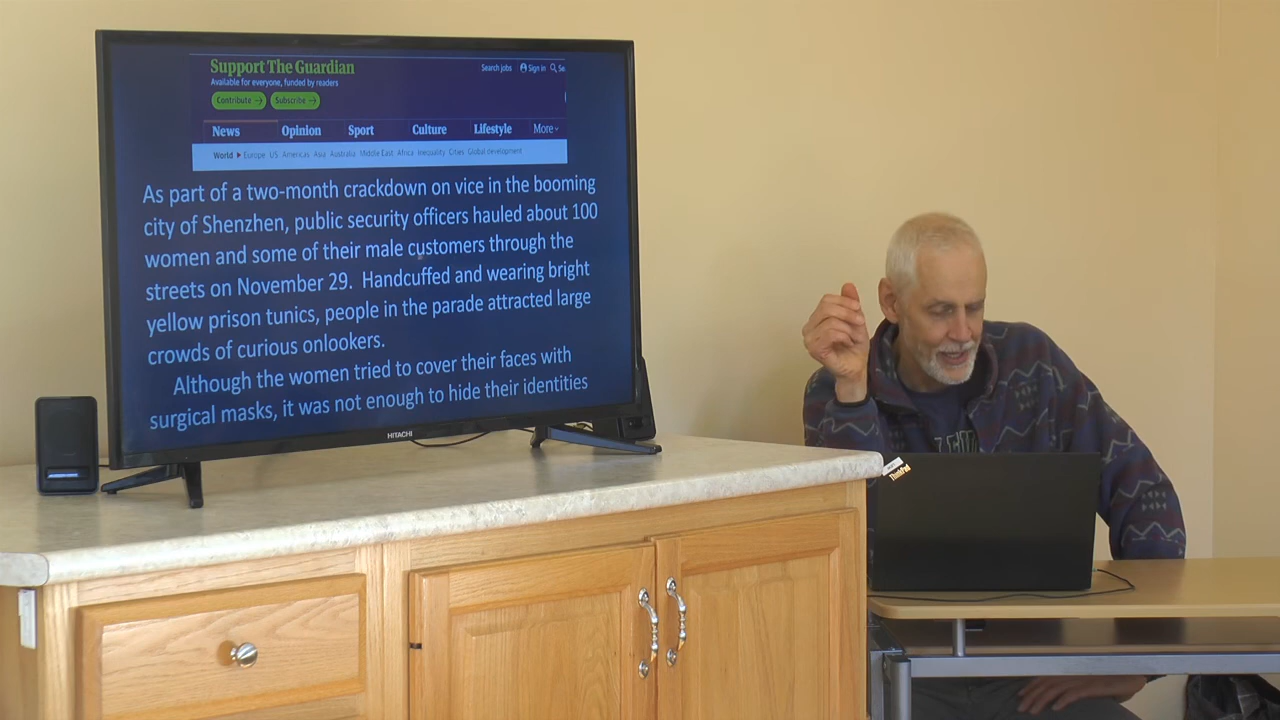 Support The Guardian
Available for everyone, funded by readers
Contribute → Subscribe →
Search jobs Sign in
News Opinion Sport Culture Lifestyle More
World Europe US Americas Asia Australia Middle East Africa Inequality Cities Global development
As part of a two-month crackdown on vice in the booming
city of Shenzhen, public security officers hauled about 100
women and some of their male customers through the
streets on November 29. Handcuffed and wearing bright
yellow prison tunics, people in the parade attracted large
crowds of curious onlookers.
Although the women tried to cover their faces with
surgical masks, it was not enough to hide their identities
HITACHI
ThinkPad